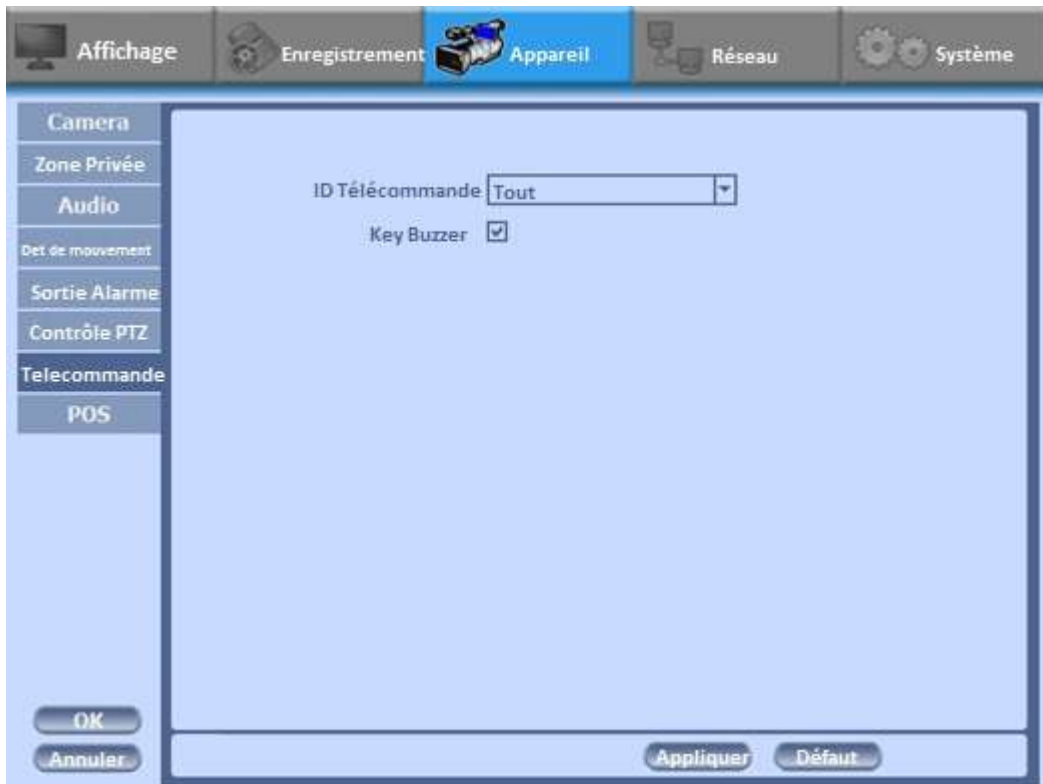 Affichage
Enregistrement
Appareil
Réseau
Système
Camera
Zone Privée
Audio
Det de mouvement
Sortie Alarme
Contrôle PTZ
Telecommande
POS
ID Télécommande Tout
Key Buzzer
OK
Annuler
Appliquer
Défaut